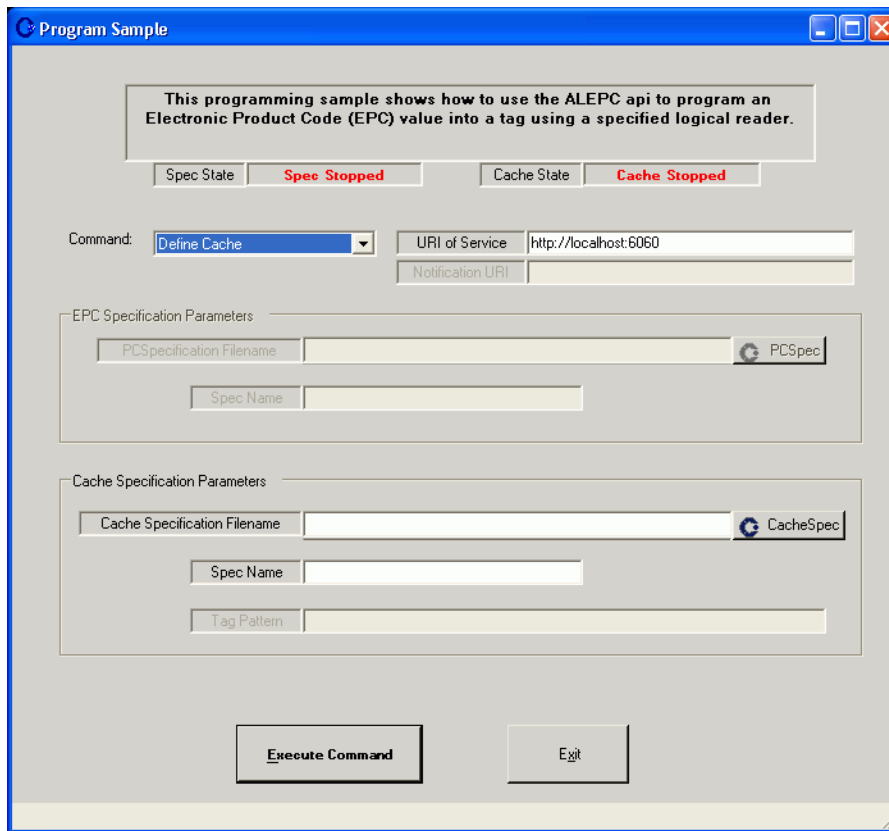 Program Sample
This programming sample shows how to use the ALEPC api to program an
Electronic Product Code (EPC) value into a tag using a specified logical reader.
Spec State Spec Stopped Cache State Cache Stopped
Command: Define Cache URI of Service http://localhost:6060
Notification URI
EPC Specification Parameters
PCSpecification Filename PCSpec
Spec Name
Cache Specification Parameters
Cache Specification Filename CacheSpec
Spec Name
Tag Pattern
Execute Command Exit